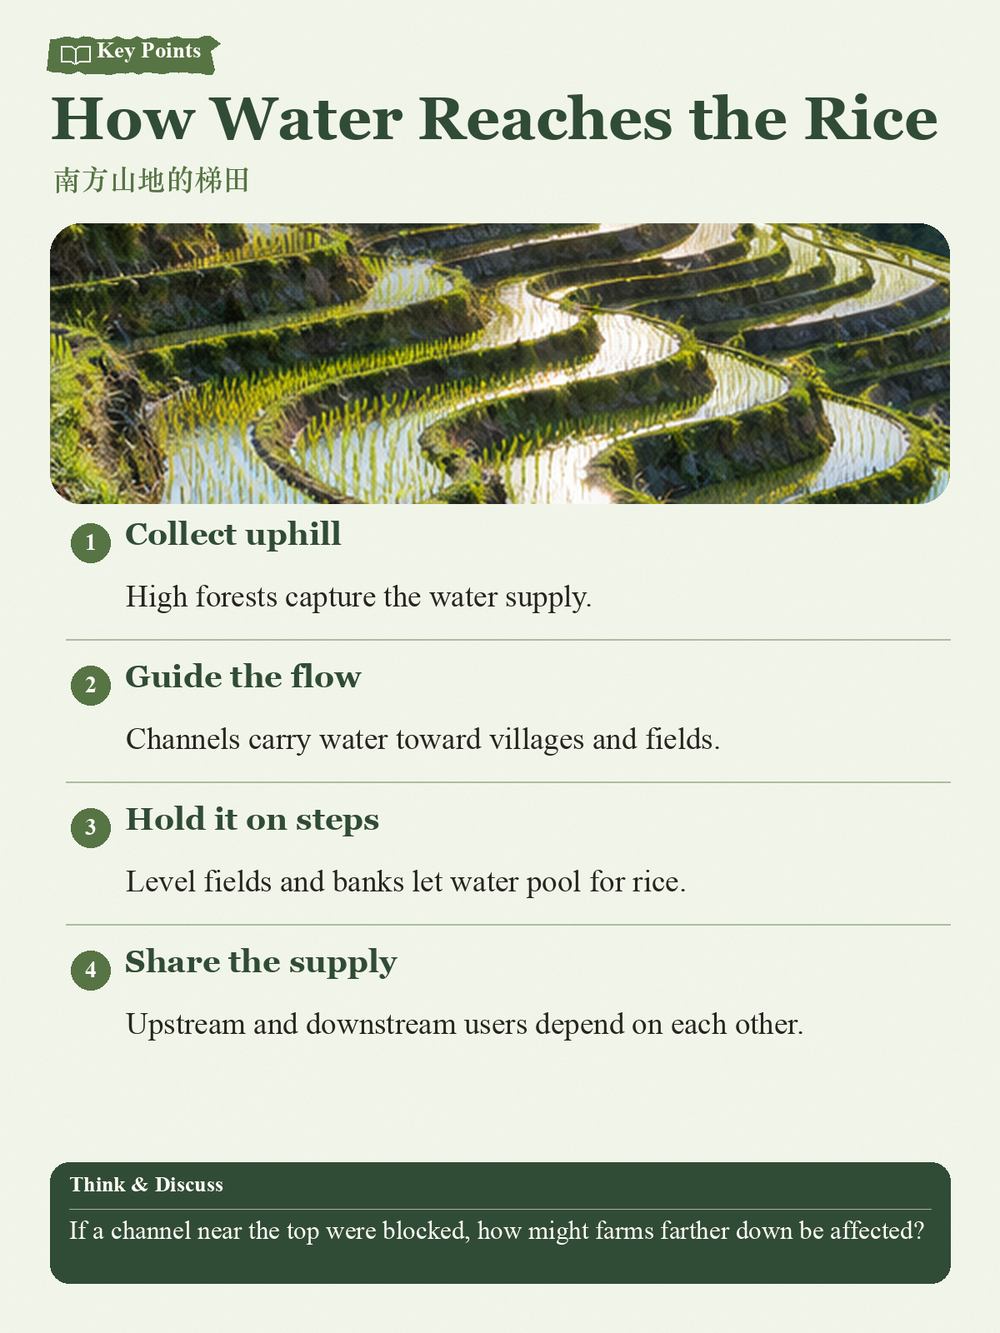 Key Points
How Water Reaches the Rice
南方山地的梯田
1 Collect uphill
High forests capture the water supply.
2 Guide the flow
Channels carry water toward villages and fields.
3 Hold it on steps
Level fields and banks let water pool for rice.
4 Share the supply
Upstream and downstream users depend on each other.
Think & Discuss
If a channel near the top were blocked, how might farms farther down be affected?